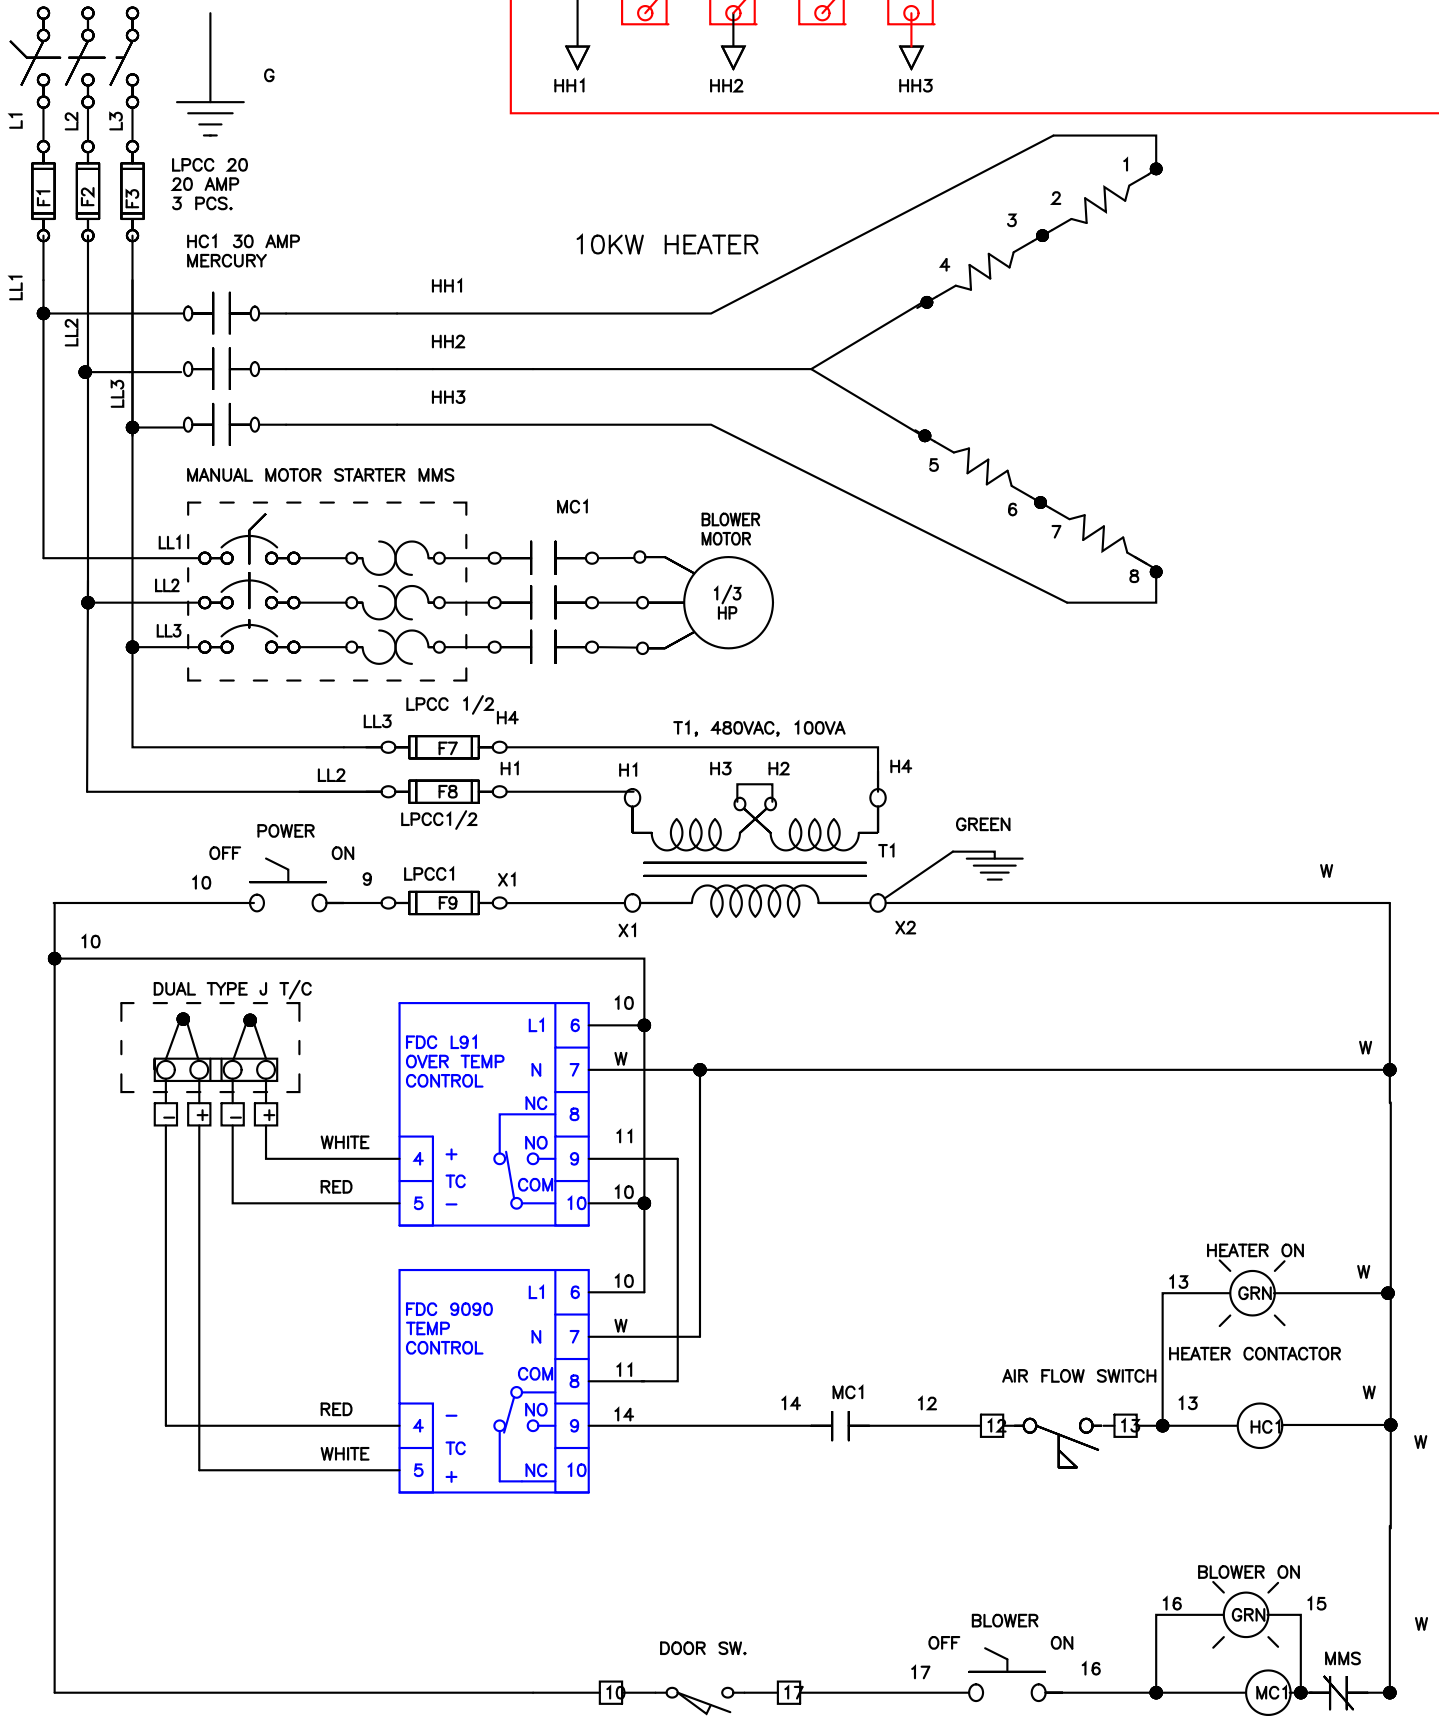 HH1 HH2 HH3
G
L1 L2 L3
LPCC 20
20 AMP
3 PCS.
F1 F2 F3
HC1 30 AMP
MERCURY
10KW HEATER
1
2
3
4
LL1
LL2
LL3
HH1
HH2
HH3
5
6
7
8
MANUAL MOTOR STARTER MMS
MC1
BLOWER
MOTOR
LL1
LL2
LL3
1/3
HP
LPCC 1/2
LL3 F7 H4
T1, 480VAC, 100VA
LL2 F8 H1
H1 H3 H2 H4
LPCC1/2
POWER
OFF ON
10 9
LPCC1
F9
X1
T1
GREEN
X1 X2
W
10
DUAL TYPE J T/C
- + - +
FDC L91
OVER TEMP
CONTROL
L1 6 10
N 7 W
NC 8
NO 9 11
COM 10 10
WHITE 4 +
TC
RED 5 -
W
FDC 9090
TEMP
CONTROL
L1 6 10
N 7 W
COM 8 11
NO 9 14
NC 10
RED 4 -
TC
WHITE 5 +
HEATER ON
13 GRN W
HEATER CONTACTOR
AIR FLOW SWITCH
14 MC1 12 12 13 13 HC1 W
W
BLOWER ON
16 GRN 15
W
DOOR SW.
BLOWER
OFF ON
10 17 17 16 MC1
MMS